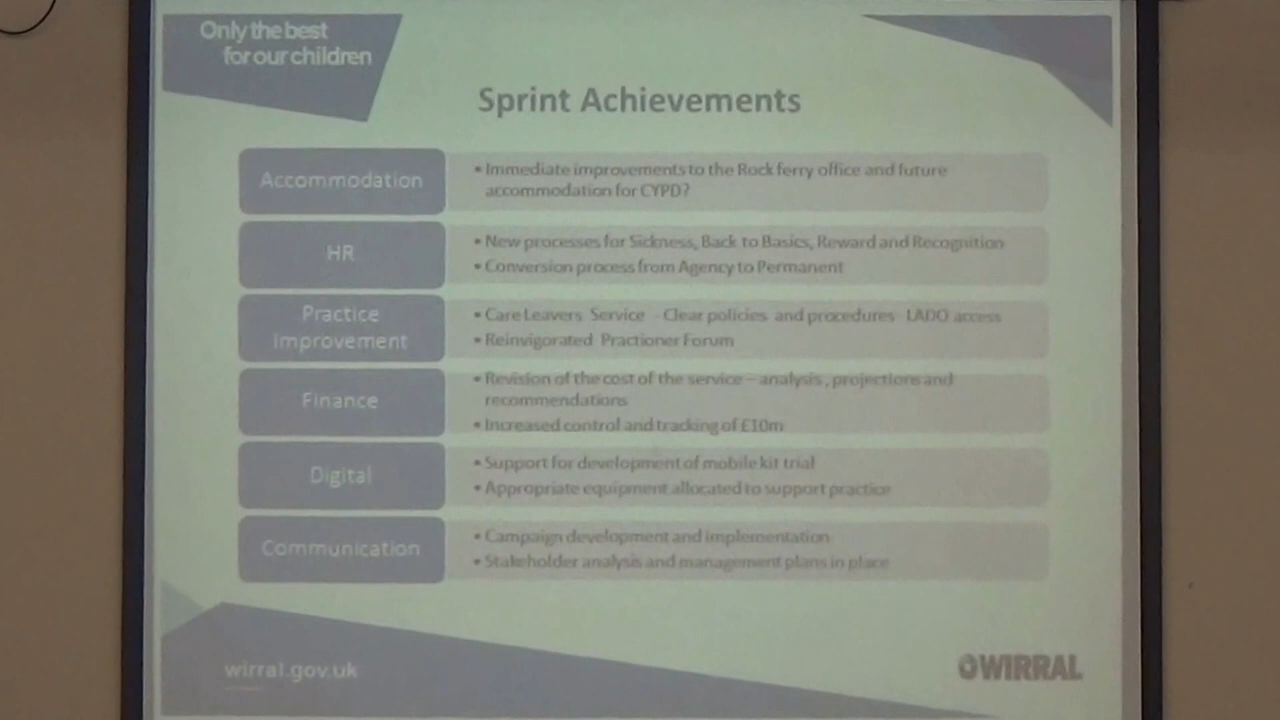 Only the best
for our children
Sprint Achievements
Accommodation
• Immediate improvements to the Rock ferry office and future
accommodation for CYPD?
HR
• New processes for Sickness, Back to Basics, Reward and Recognition
• Conversion process from Agency to Permanent
Practice
improvement
• Care Leavers Service - Clear policies and procedures LADO access
• Reinvigorated Practioner Forum
Finance
• Revision of the cost of the service – analysis, projections and
recommendations
• Increased control and tracking of £10m
Digital
• Support for development of mobile kit trial
• Appropriate equipment allocated to support practice
Communication
• Campaign development and implementation
• Stakeholder analysis and management plans in place
wirral.gov.uk
WIRRAL